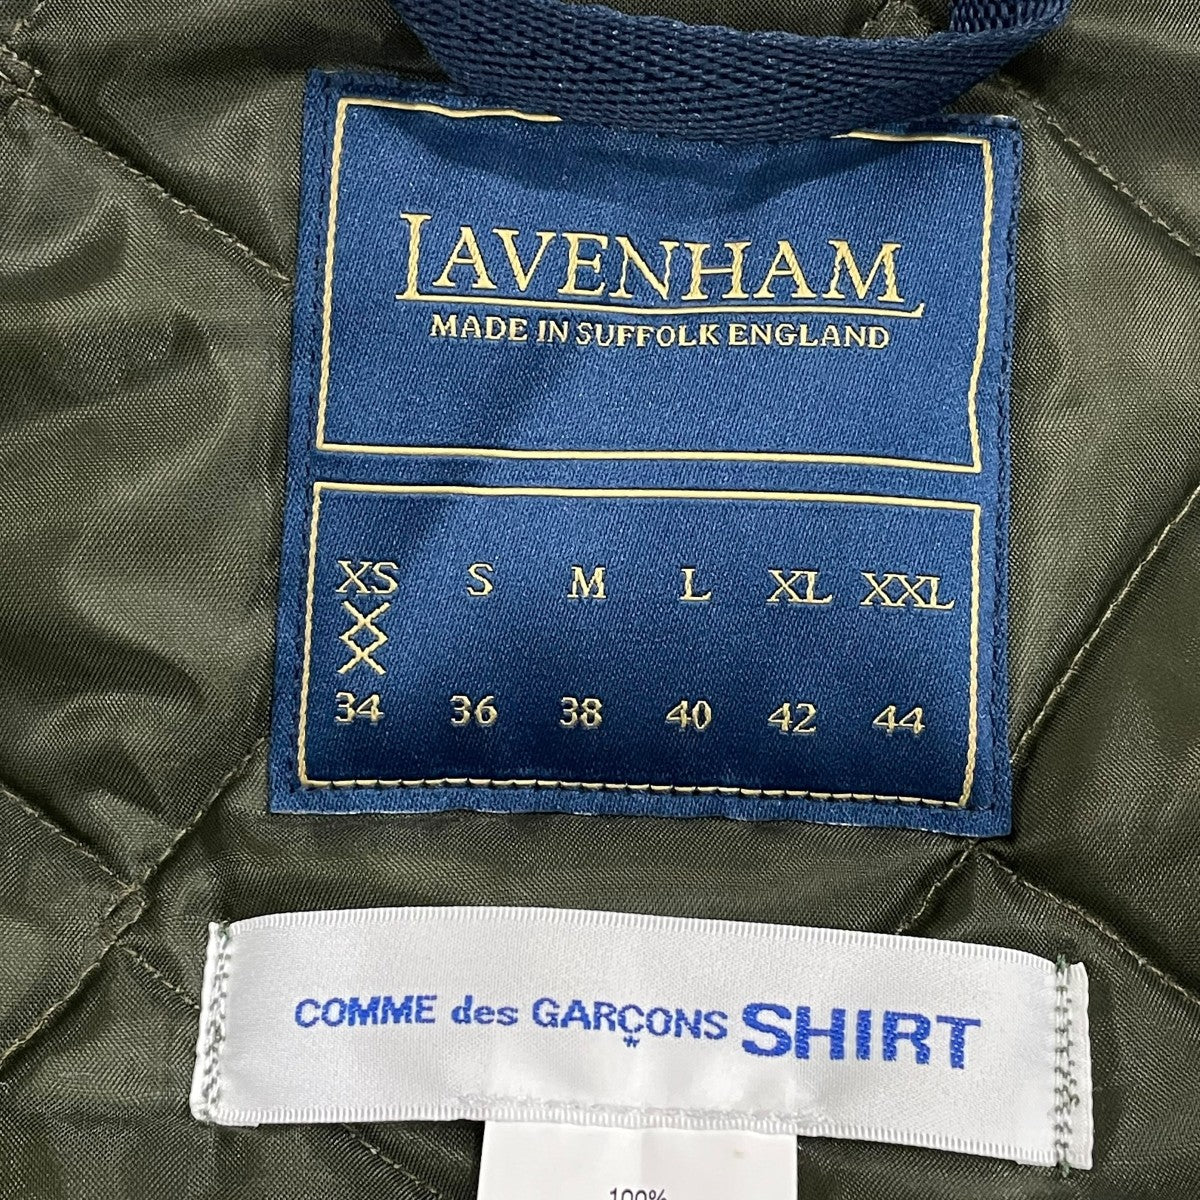 LAVENHAM
MADE IN SUFFOLK ENGLAND
XS S M L XL XXL
XX
34 36 38 40 42 44
COMME des GARÇONS SHIRT
100%